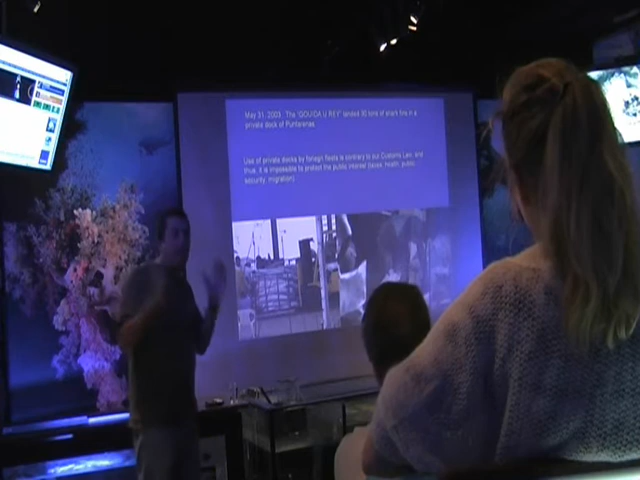 May 31, 2003. The landed 30 tons of shark fins in a
private dock of Puntarenas.
Use of private docks by foreign fleets is contrary to our Customs Law, and
thus, it is impossible to protect the public interest (taxes, health, public
security, migration)